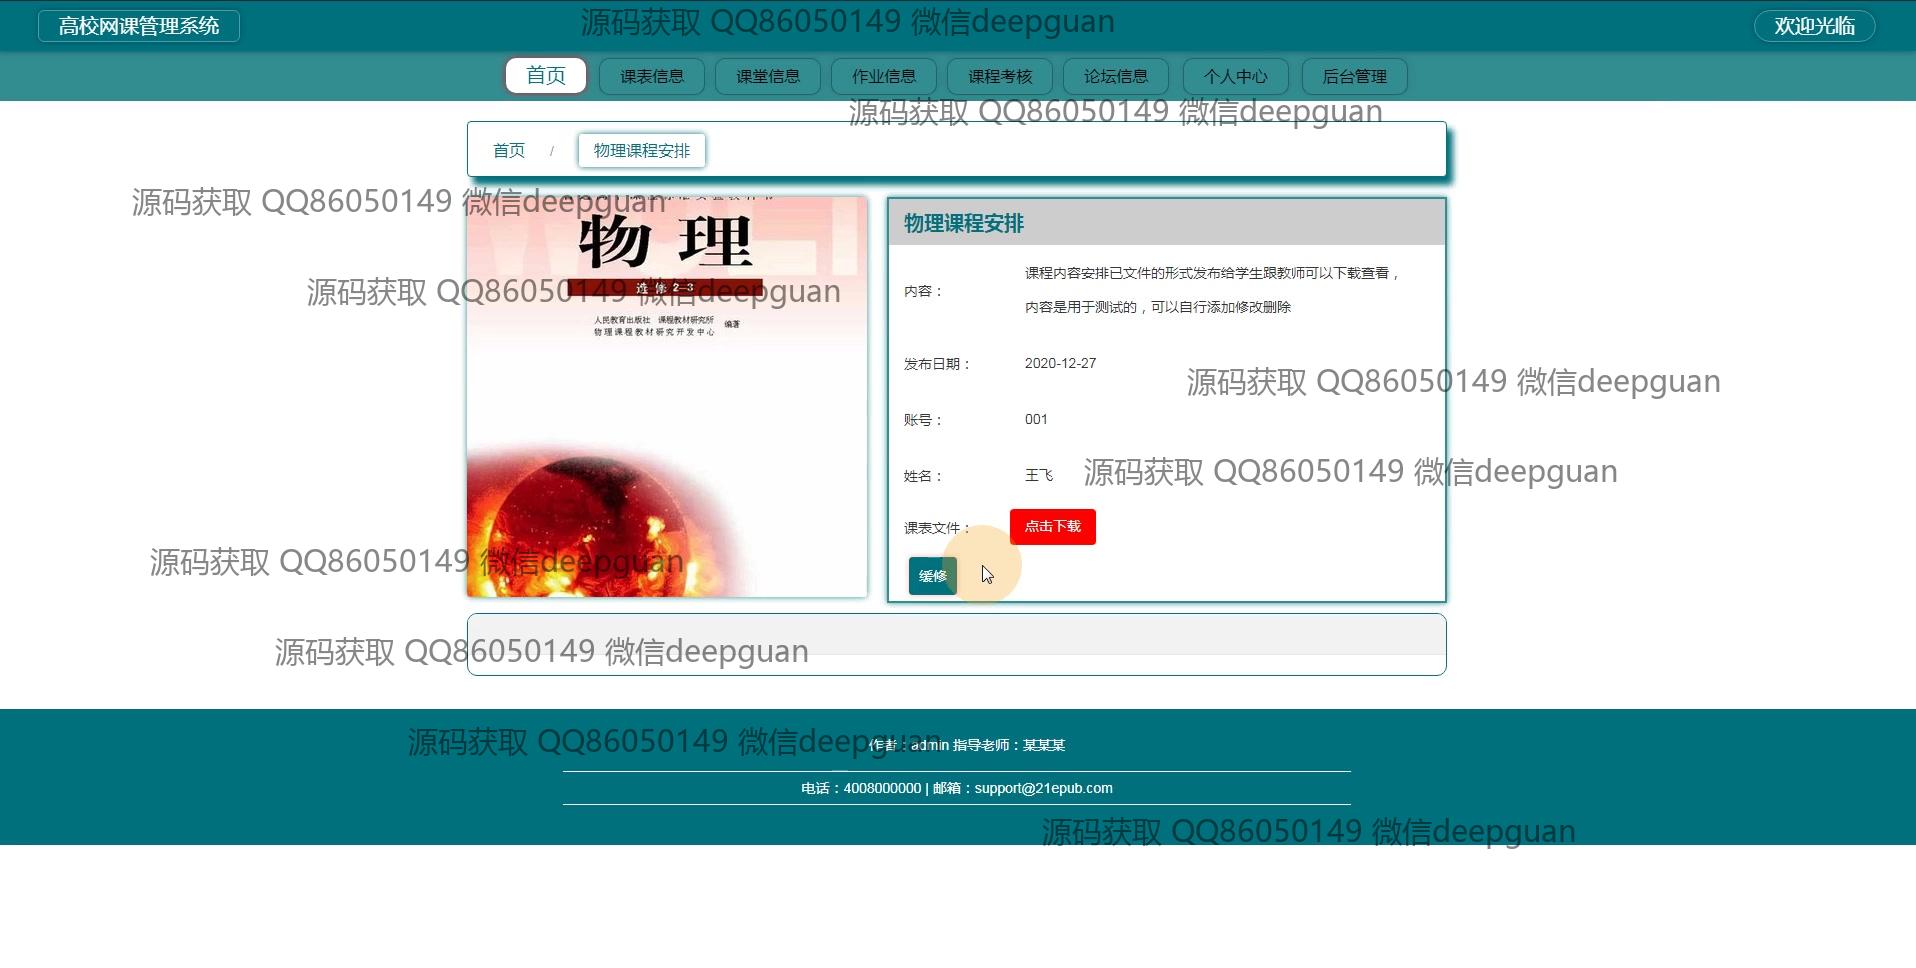 高校网课管理系统
源码获取 QQ86050149 微信deepguan
欢迎光临
首页 课表信息 课堂信息 作业信息 课程考核 论坛信息 个人中心 后台管理
源码获取 QQ86050149 微信deepguan
首页 / 物理课程安排
源码获取 QQ86050149 微信deepguan
物理
物理课程安排
源码获取 QQ86050149 微信deepguan
选修 2-3
人民教育出版社 课程教材研究所
物理课程教材研究开发中心
编著
内容：
课程内容安排已文件的形式发布给学生跟教师可以下载查看，
内容是用于测试的，可以自行添加修改删除
发布日期： 2020-12-27
源码获取 QQ86050149 微信deepguan
账号： 001
姓名： 王飞
源码获取 QQ86050149 微信deepguan
课表文件： 点击下载
源码获取 QQ86050149 微信deepguan
缓修
源码获取 QQ86050149 微信deepguan
源码获取 QQ86050149 微信deepguan
作者：admin 指导老师：某某某
电话：4008000000 | 邮箱：support@21epub.com
源码获取 QQ86050149 微信deepguan